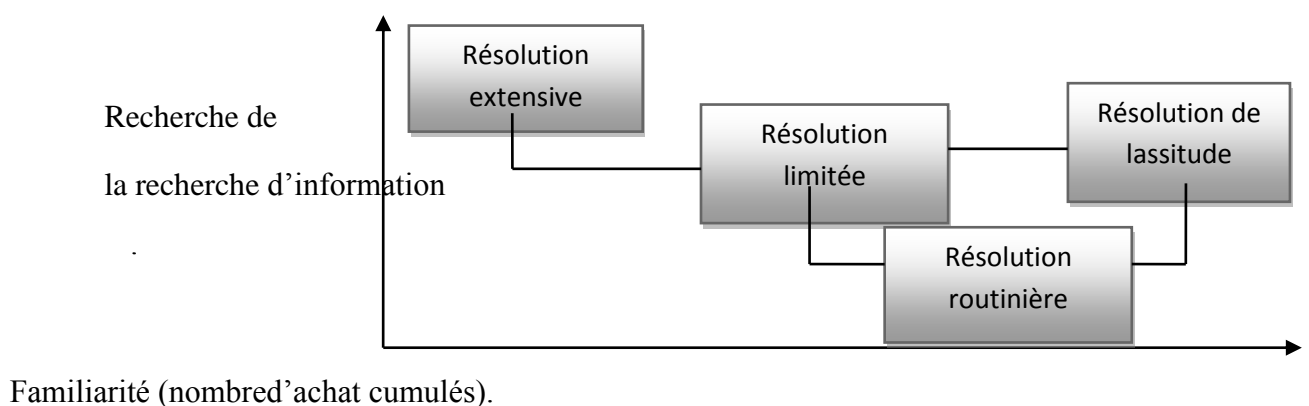 Résolution
extensive
Recherche de
la recherche d’information
.
Résolution
limitée
Résolution de
lassitude
Résolution
routinière
Familiarité (nombred’achat cumulés).